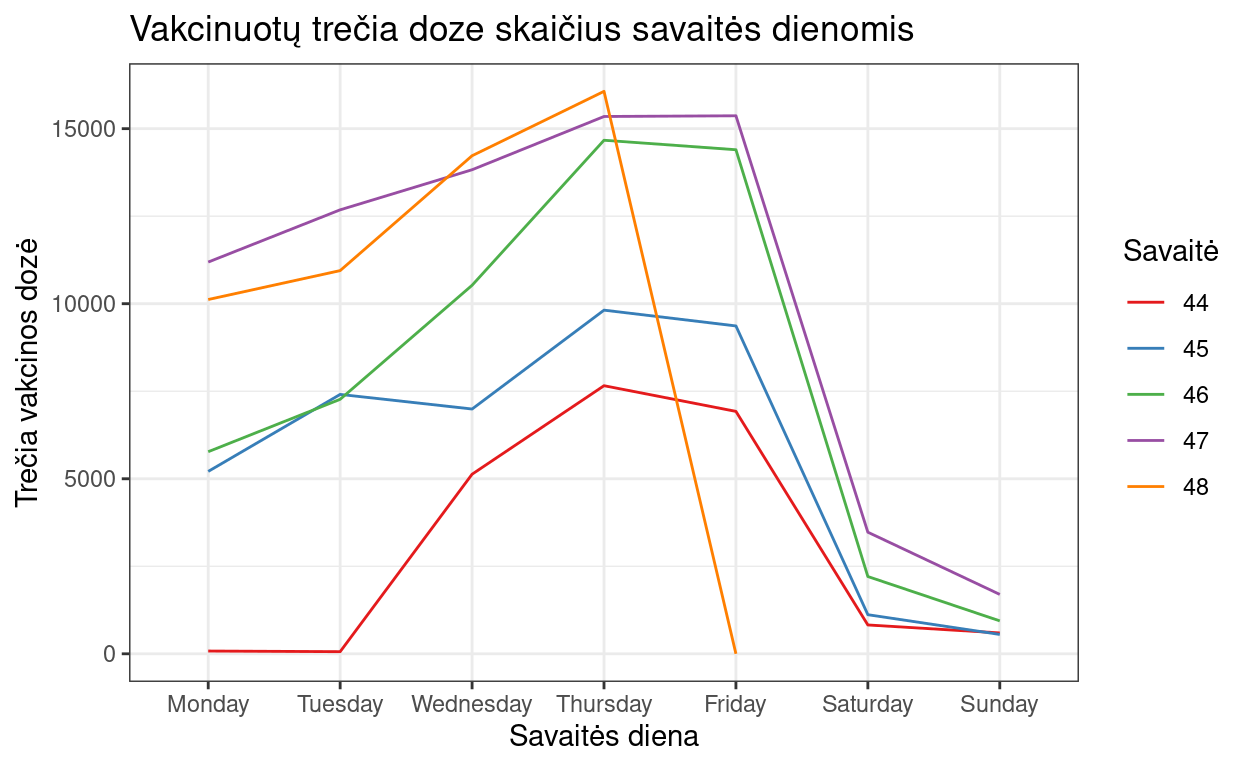 Vakcinuotų trečia doze skaičius savaitės dienomis
Trečia vakcinos dozė
15000
10000
5000
0
Monday Tuesday Wednesday Thursday Friday Saturday Sunday
Savaitės diena
Savaitė
44
45
46
47
48